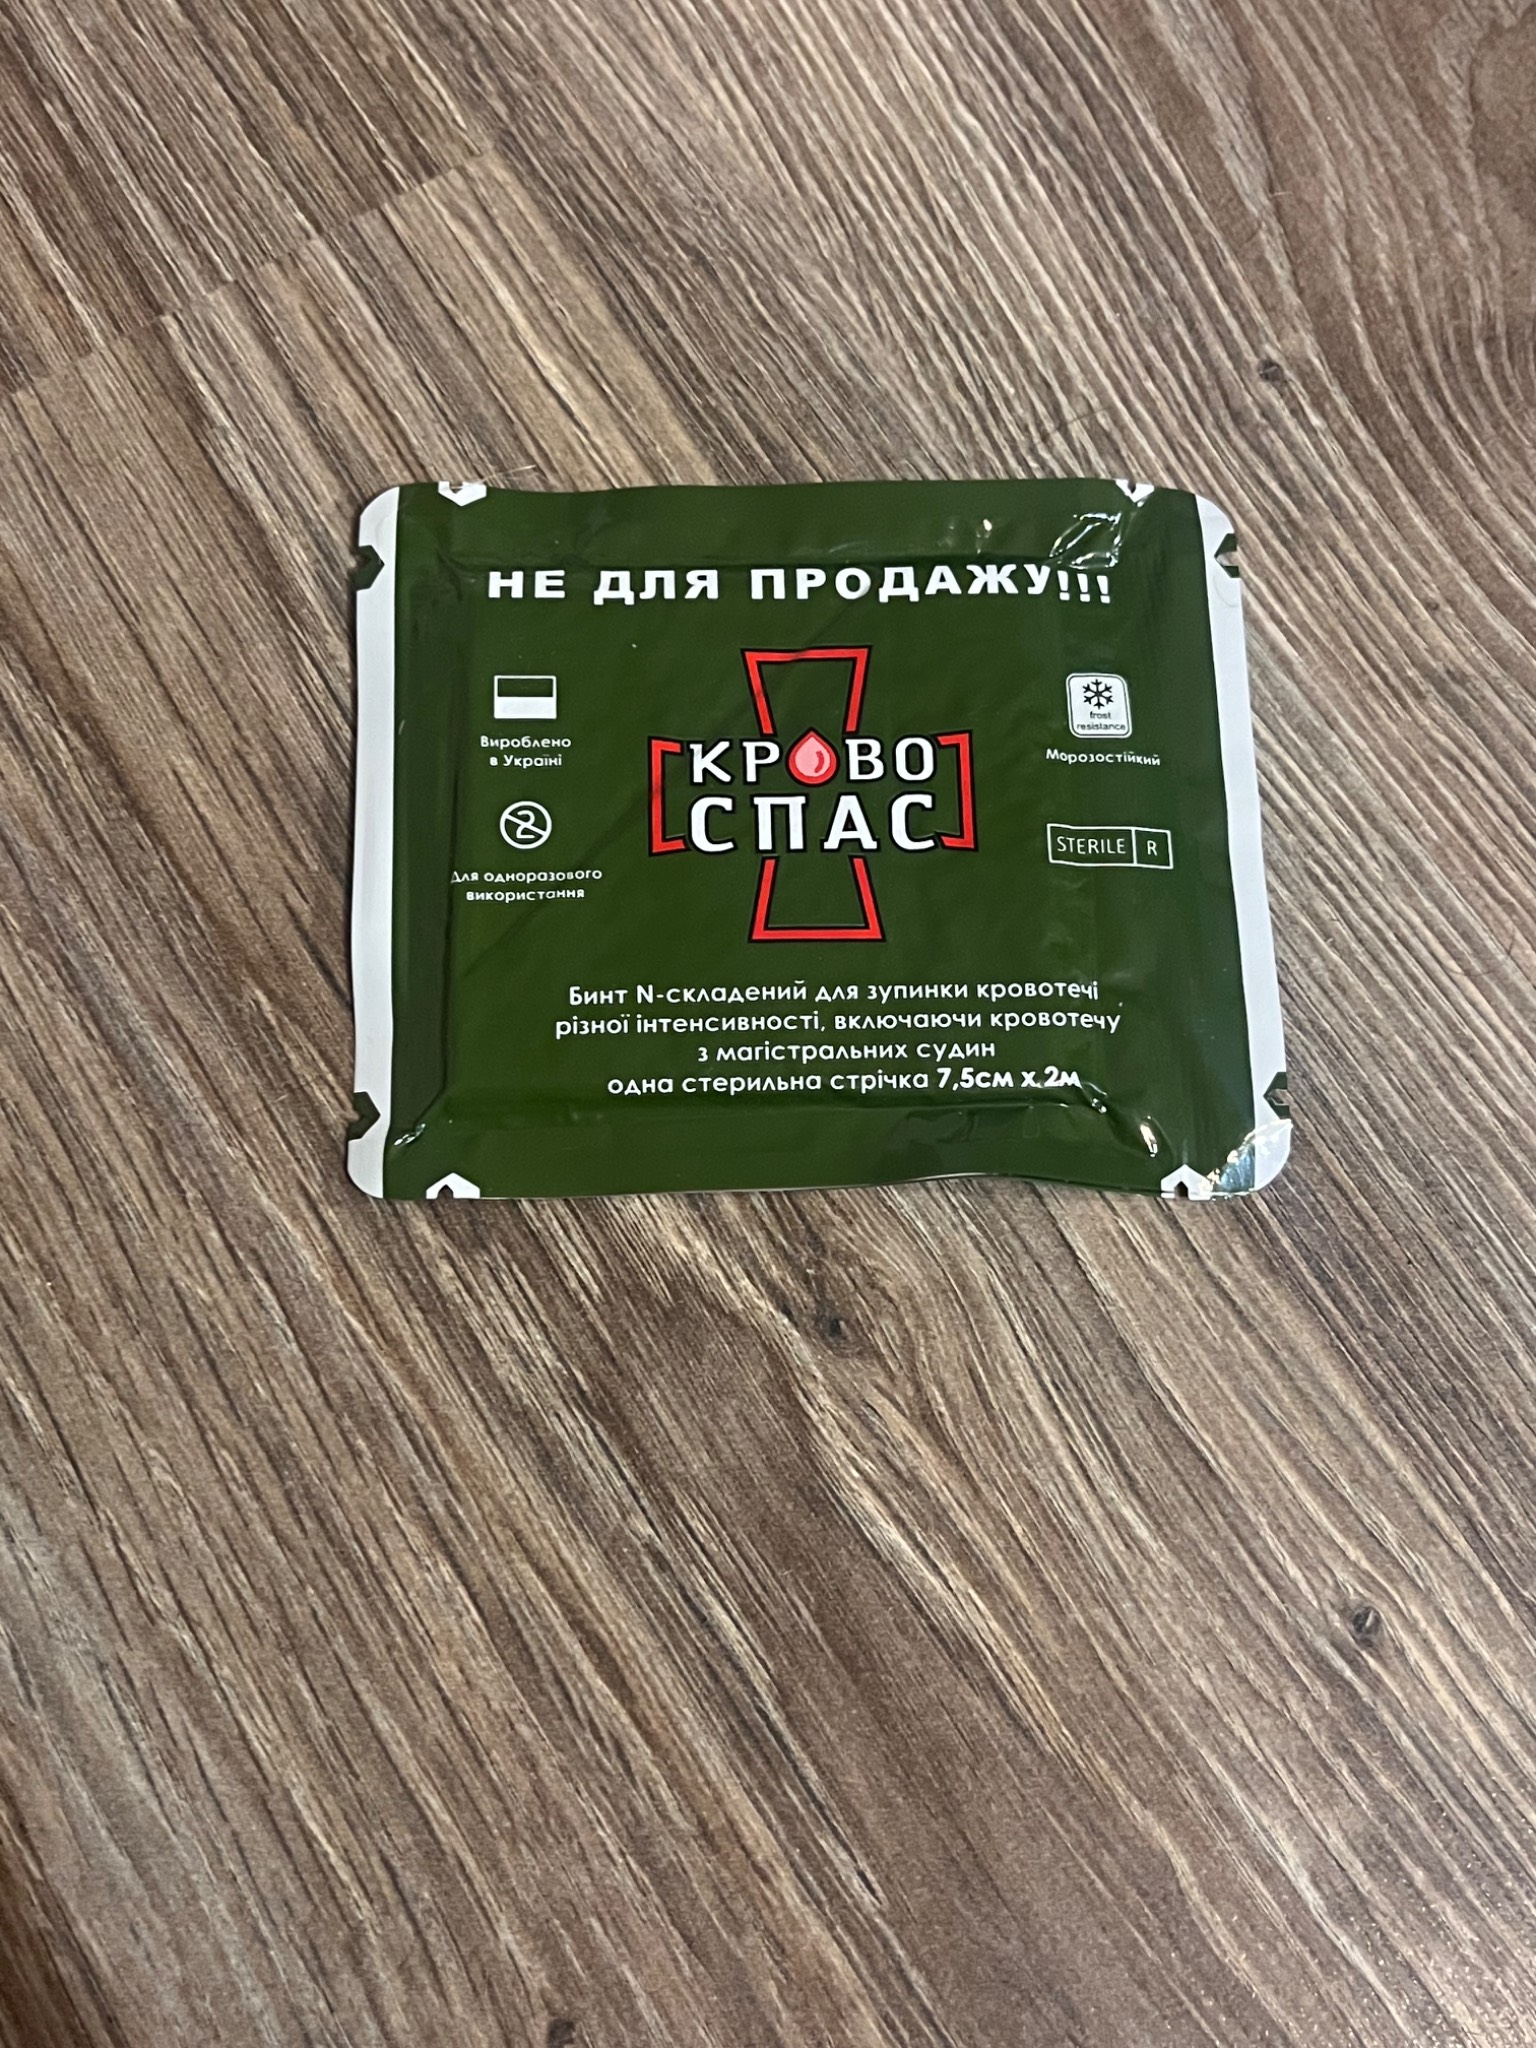 НЕ ДЛЯ ПРОДАЖУ!!!
Вироблено
в Україні
frost
resistance
Морозостійкий
КРОВО
СПАС
2
Для одноразового
використання
STERILE R
Бинт N-складений для зупинки кровотечі
різної інтенсивності, включаючи кровотечу
з магістральних судин
одна стерильна стрічка 7,5см х 2м